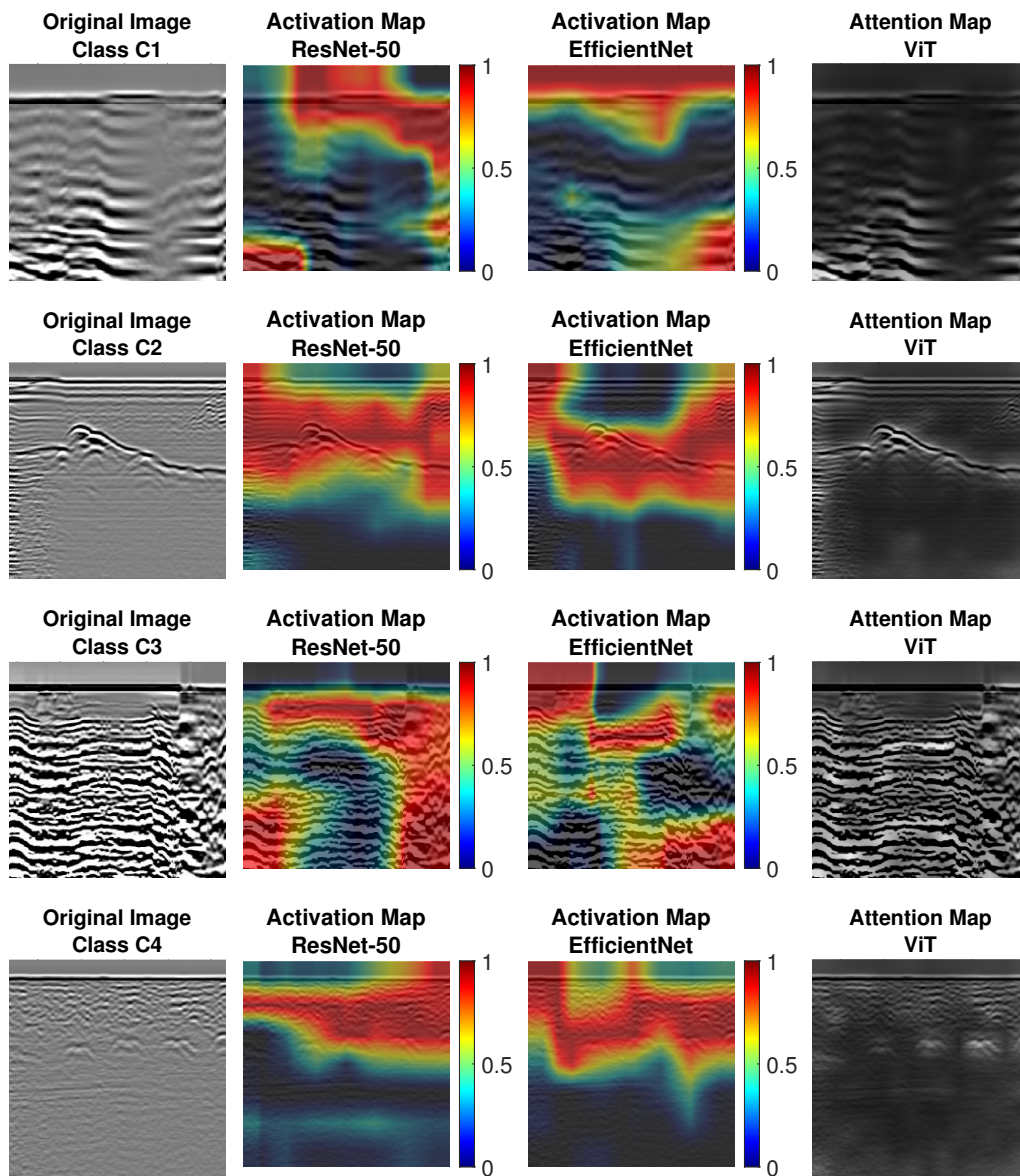 Original Image
Class C1
Activation Map
ResNet-50
Activation Map
EfficientNet
Attention Map
ViT
1
0.5
0
1
0.5
0
Original Image
Class C2
Activation Map
ResNet-50
Activation Map
EfficientNet
Attention Map
ViT
1
0.5
0
1
0.5
0
Original Image
Class C3
Activation Map
ResNet-50
Activation Map
EfficientNet
Attention Map
ViT
1
0.5
0
1
0.5
0
Original Image
Class C4
Activation Map
ResNet-50
Activation Map
EfficientNet
Attention Map
ViT
1
0.5
0
1
0.5
0